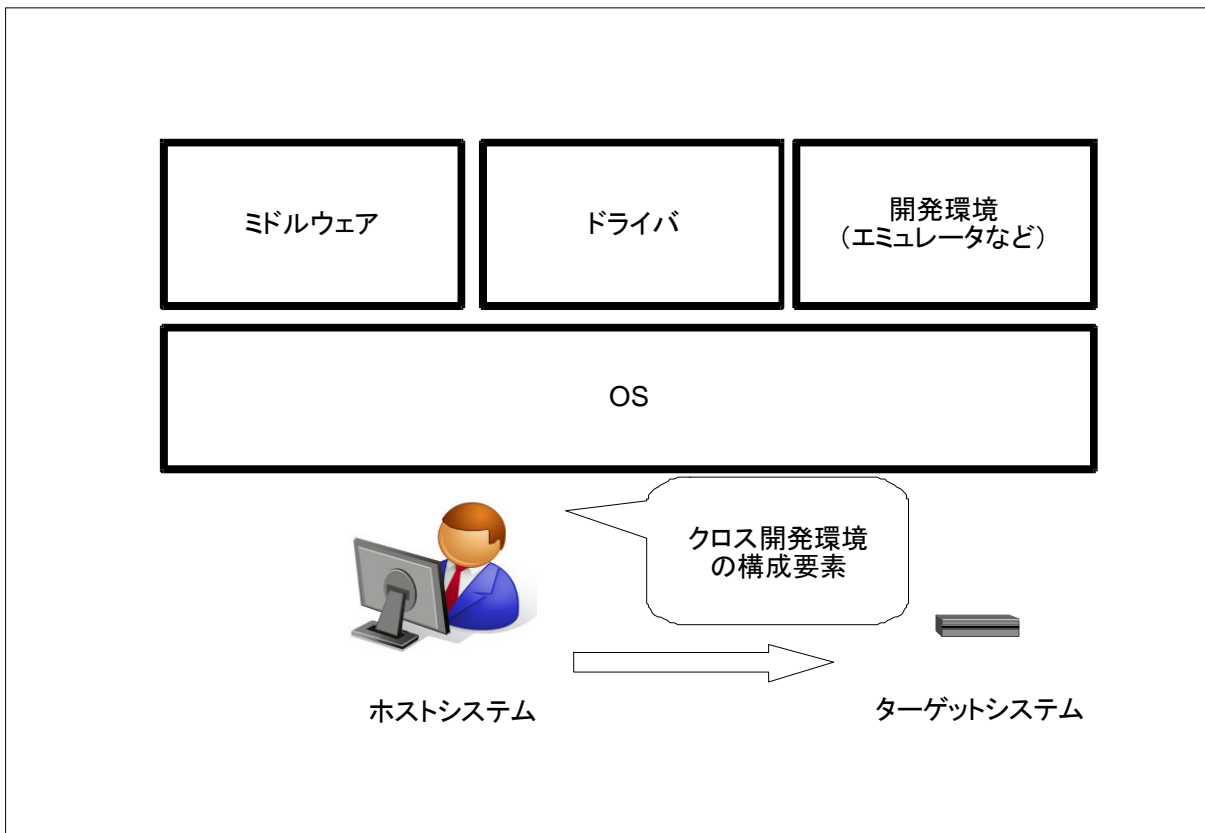 ミドルウェア
ドライバ
開発環境
(エミュレータなど)
OS
クロス開発環境
の構成要素
ホストシステム
ターゲットシステム